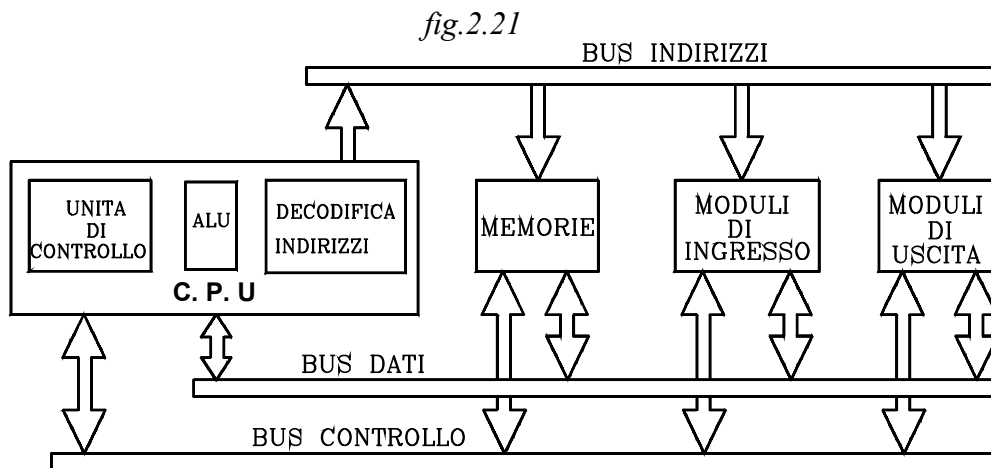 fig.2.21
BUS INDIRIZZI
UNITA
DI
CONTROLLO
ALU
DECODIFICA
INDIRIZZI
C. P. U
MEMORIE
MODULI
DI
INGRESSO
MODULI
DI
USCITA
BUS DATI
BUS CONTROLLO